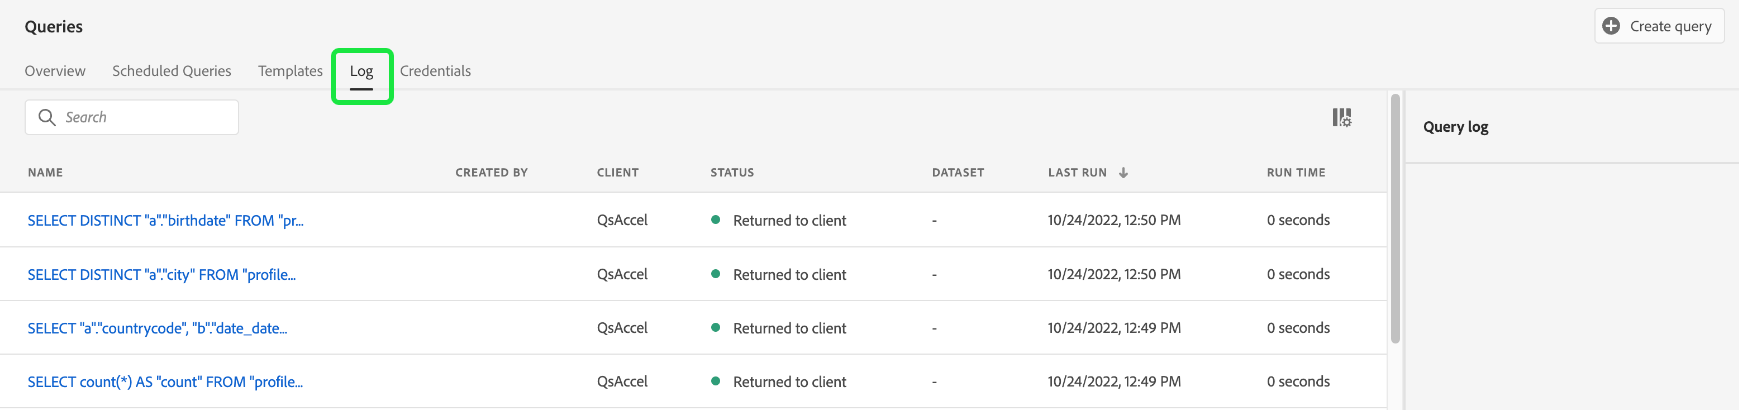 Queries
Create query
Overview Scheduled Queries Templates Log Credentials
Search
Query log
NAME CREATED BY CLIENT STATUS DATASET LAST RUN RUN TIME
SELECT DISTINCT "a"."birthdate" FROM "pr... QsAccel Returned to client - 10/24/2022, 12:50 PM 0 seconds
SELECT DISTINCT "a"."city" FROM "profile... QsAccel Returned to client - 10/24/2022, 12:50 PM 0 seconds
SELECT "a"."countrycode", "b"."date_date... QsAccel Returned to client - 10/24/2022, 12:49 PM 0 seconds
SELECT count(*) AS "count" FROM "profile... QsAccel Returned to client - 10/24/2022, 12:49 PM 0 seconds